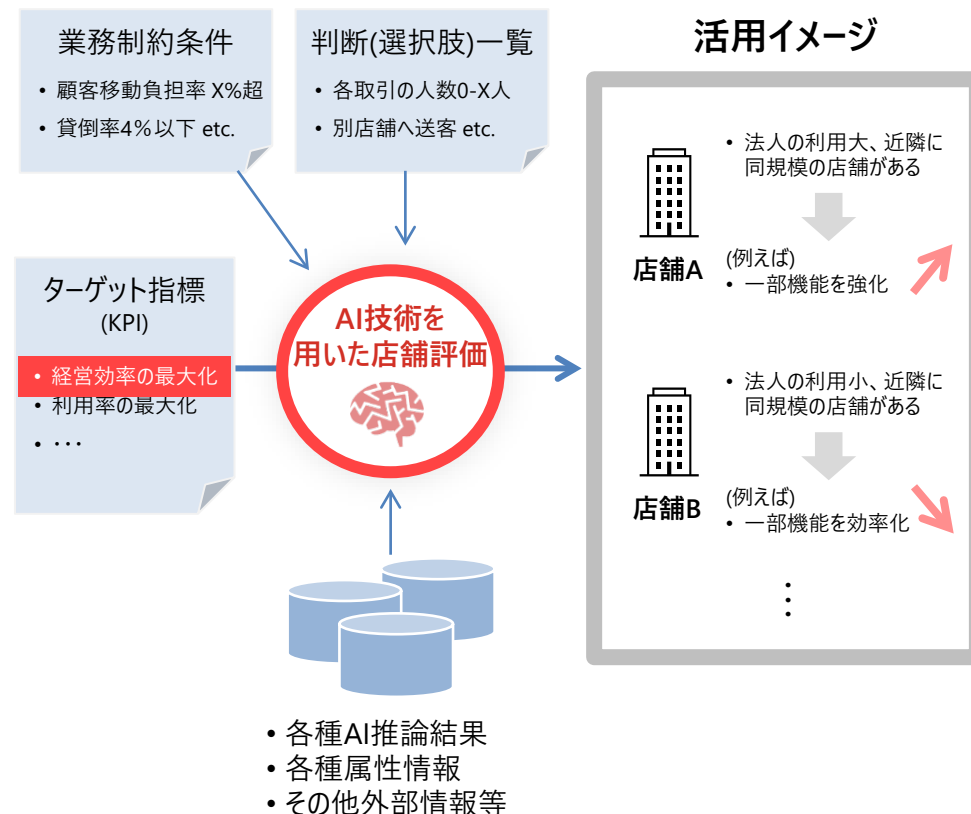 業務制約条件
• 顧客移動負担率 X%超
• 貸倒率4%以下 etc.
判断(選択肢)一覧
• 各取引の人数0-X人
• 別店舗へ送客 etc.
ターゲット指標
(KPI)
• 経営効率の最大化
• 利用率の最大化
• ･･･
AI技術を
用いた店舗評価
• 各種AI推論結果
• 各種属性情報
• その他外部情報等
活用イメージ
• 法人の利用大、近隣に
同規模の店舗がある
店舗A
(例えば)
• 一部機能を強化
• 法人の利用小、近隣に
同規模の店舗がある
店舗B
(例えば)
• 一部機能を効率化
⋮